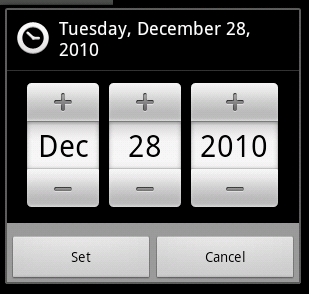 Tuesday, December 28,
2010
+ + +
Dec 28 2010
- - -
Set Cancel